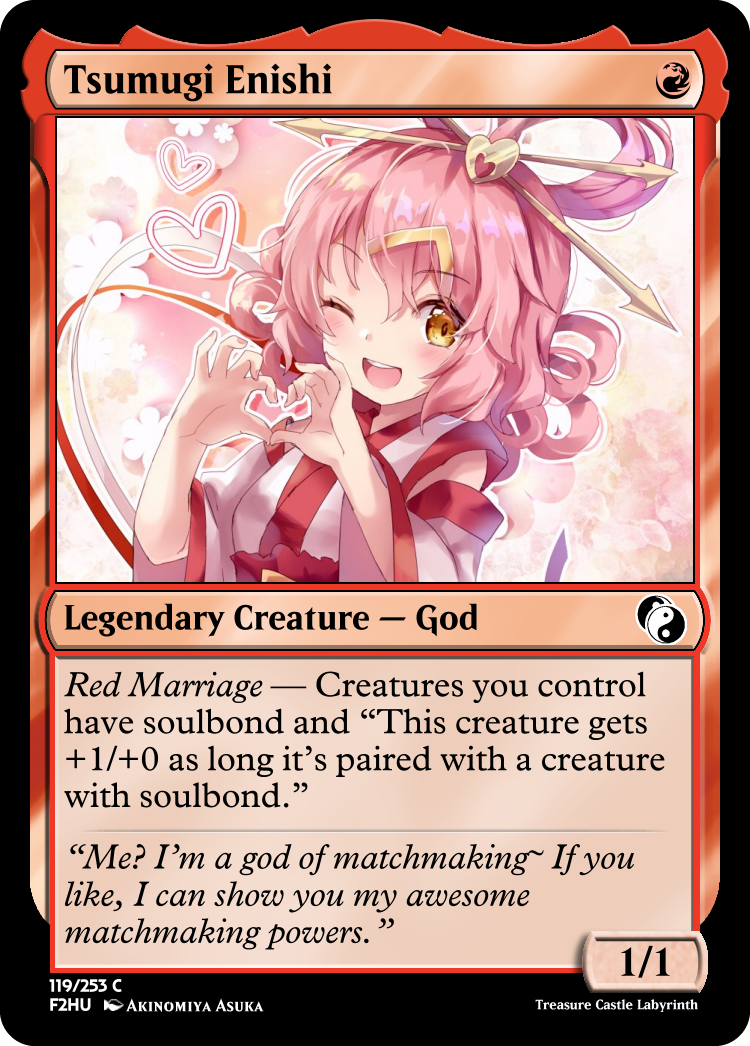 Tsumugi Enishi
Legendary Creature — God
Red Marriage — Creatures you control
have soulbond and “This creature gets
+1/+0 as long it’s paired with a creature
with soulbond.”
“Me? I’m a god of matchmaking~ If you
like, I can show you my awesome
matchmaking powers.”
1/1
119/253 C
F2HU Akinomiya Asuka
Treasure Castle Labyrinth